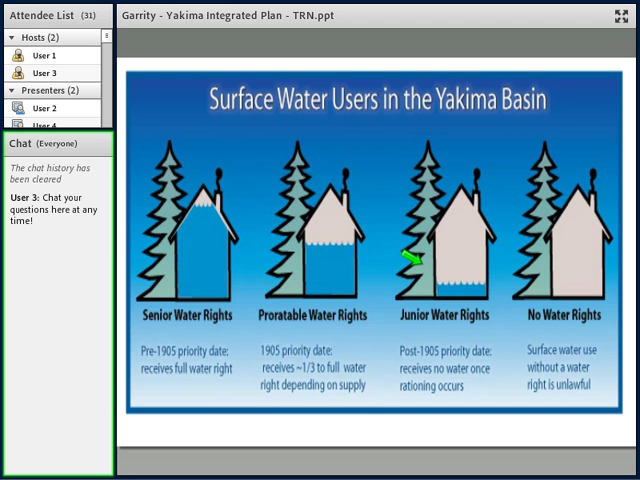 Attendee List (31)
Hosts (2)
User 1
User 3
Presenters (2)
User 2
User 4
Chat (Everyone)
The chat history has
been cleared
User 3: Chat your
questions here at any
time!
Garrity - Yakima Integrated Plan - TRN.ppt
Surface Water Users in the Yakima Basin
Senior Water Rights
Pre-1905 priority date:
receives full water right
Proratable Water Rights
1905 priority date:
receives ~1/3 to full water
right depending on supply
Junior Water Rights
Post-1905 priority date:
receives no water once
rationing occurs
No Water Rights
Surface water use
without a water
right is unlawful